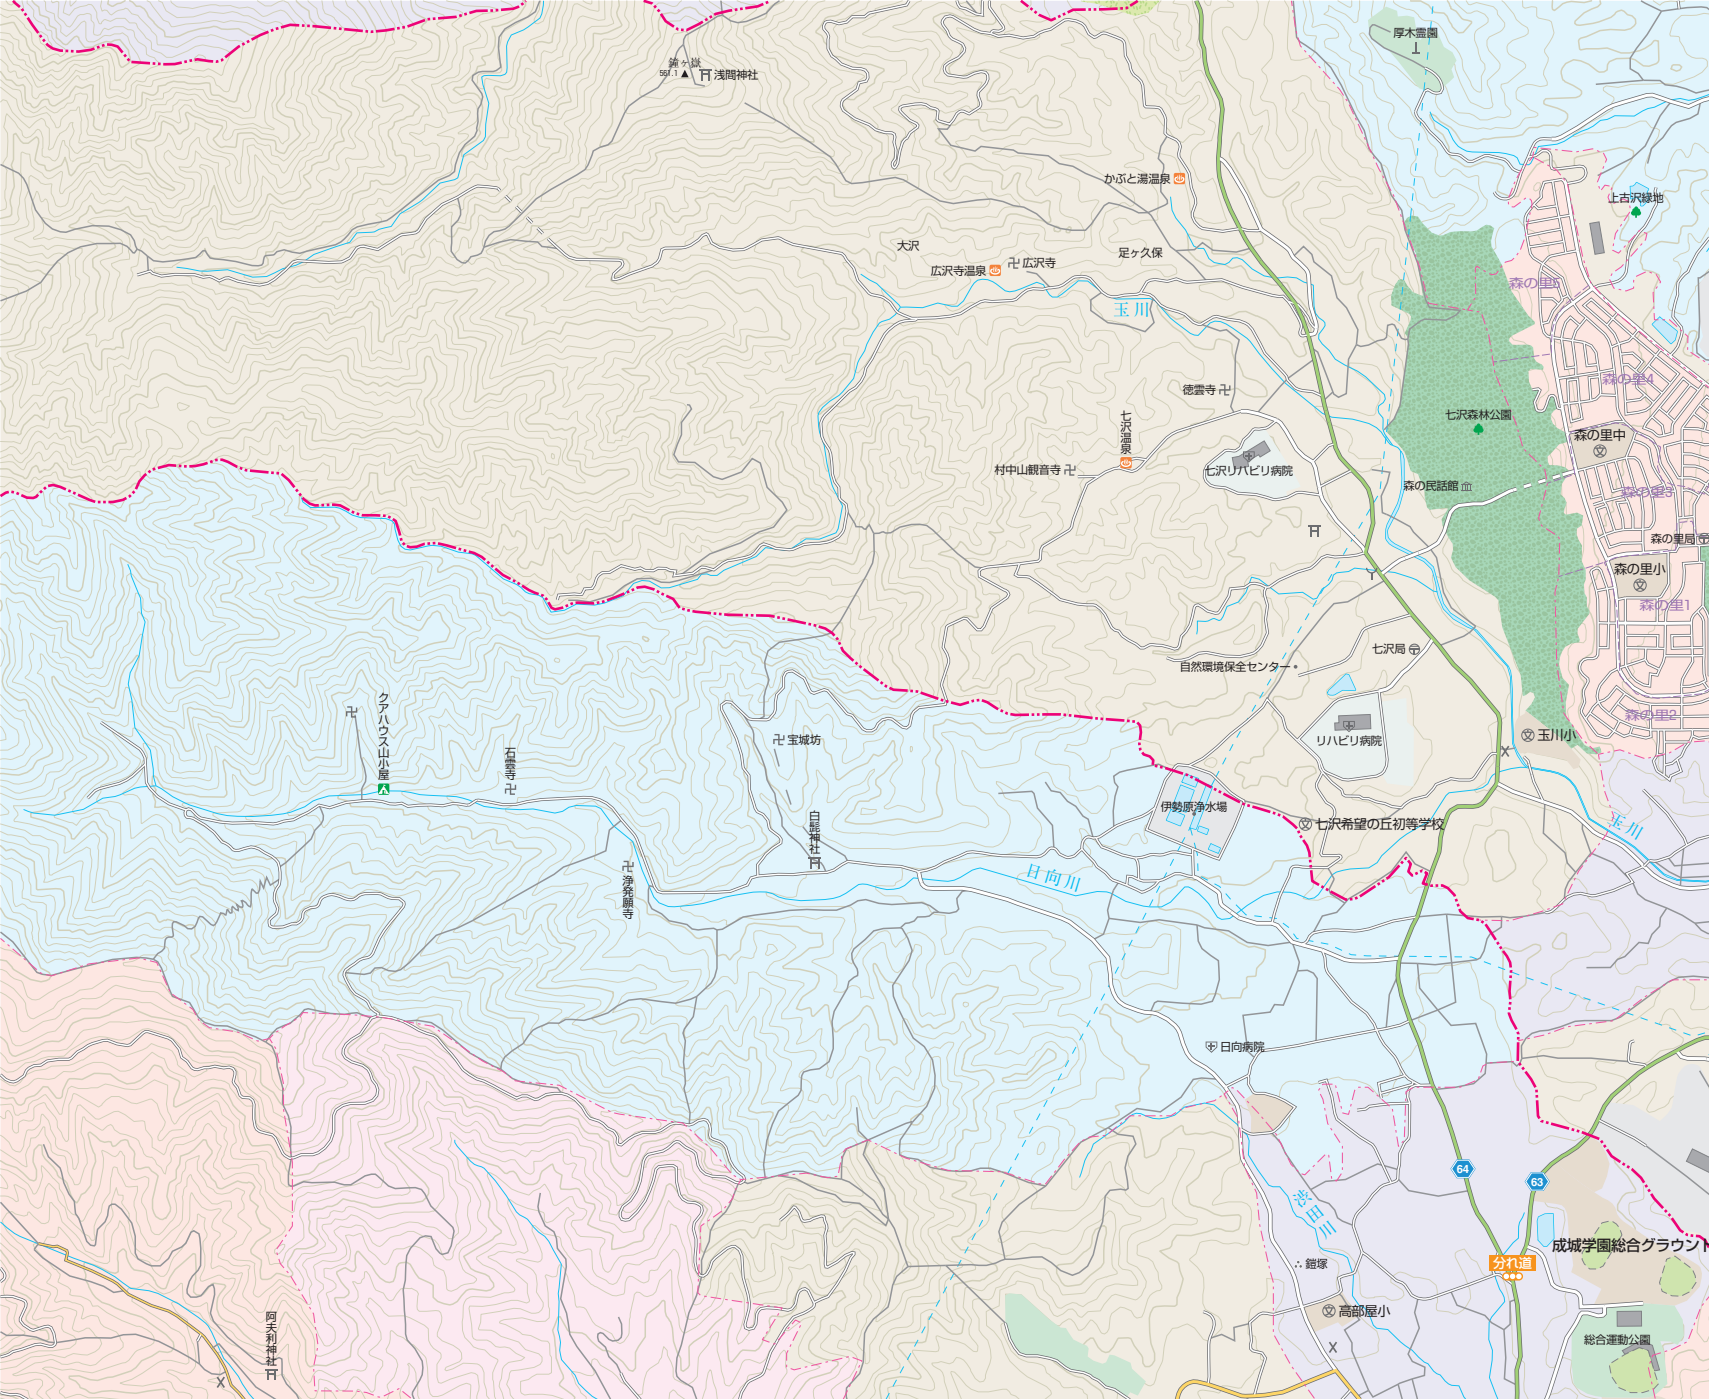 厚木霊園
鐘ヶ嶽
561.1
浅間神社
かぶと湯温泉
上古沢緑地
大沢
足ヶ久保
広沢寺温泉
広沢寺
森の里5
玉川
森の里4
徳雲寺
七沢温泉
七沢森林公園
森の里中
村中山観音寺
七沢リハビリ病院
森の民話館
森の里3
森の里局
森の里小
森の里1
七沢局
自然環境保全センター
クアハウス山小屋
石雲寺
宝城坊
リハビリ病院
森の里2
玉川小
伊勢原浄水場
白髭神社
七沢希望の丘初等学校
玉川
浄発願寺
日向川
日向病院
64
63
渋田川
成城学園総合グラウント
分れ道
鎧塚
高部屋小
阿夫利神社
総合運動公園